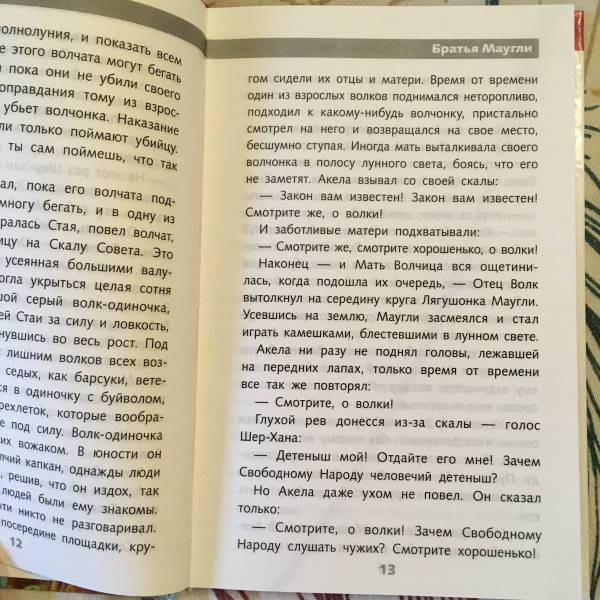 полнолуния, и показать всем
этого волчата могут бегать
пока они не убили своего
оправдания тому из взрос-
убьет волчонка. Наказание
ли только поймают убийцу.
ты сам поймешь, что так
ал, пока его волчата под-
много бегать, и в одну из
ралась Стая, повел волчат,
ицу на Скалу Совета. Это
усеянная большими валу-
огла укрыться целая сотня
шой серый волк-одиночка,
ей Стаи за силу и ловкость,
нувшись во весь рост. Под
с лишним волков всех воз-
седых, как барсуки, вете-
ся в одиночку с буйволом,
рехлеток, которые вообра-
е под силу. Волк-одиночка
их вожаком. В юности он
лчий капкан, однажды люди
, решив, что он издох, так
людей были ему знакомы.
ти никто не разговаривал.
посередине площадки, кру-
12
Братья Маугли
гом сидели их отцы и матери. Время от времени
один из взрослых волков поднимался неторопливо,
подходил к какому-нибудь волчонку, пристально
смотрел на него и возвращался на свое место,
бесшумно ступая. Иногда мать выталкивала своего
волчонка в полосу лунного света, боясь, что его
не заметят. Акела взывал со своей скалы:
— Закон вам известен! Закон вам известен!
Смотрите же, о волки!
И заботливые матери подхватывали:
— Смотрите же, смотрите хорошенько, о волки!
Наконец — и Мать Волчица вся ощетини-
лась, когда подошла их очередь, — Отец Волк
вытолкнул на середину круга Лягушонка Маугли.
Усевшись на землю, Маугли засмеялся и стал
играть камешками, блестевшими в лунном свете.
Акела ни разу не поднял головы, лежавшей
на передних лапах, только время от времени
все так же повторял:
— Смотрите, о волки!
Глухой рев донесся из-за скалы — голос
Шер-Хана:
— Детеныш мой! Отдайте его мне! Зачем
Свободному Народу человечий детеныш?
Но Акела даже ухом не повел. Он сказал
только:
— Смотрите, о волки! Зачем Свободному
Народу слушать чужих? Смотрите хорошенько!
13